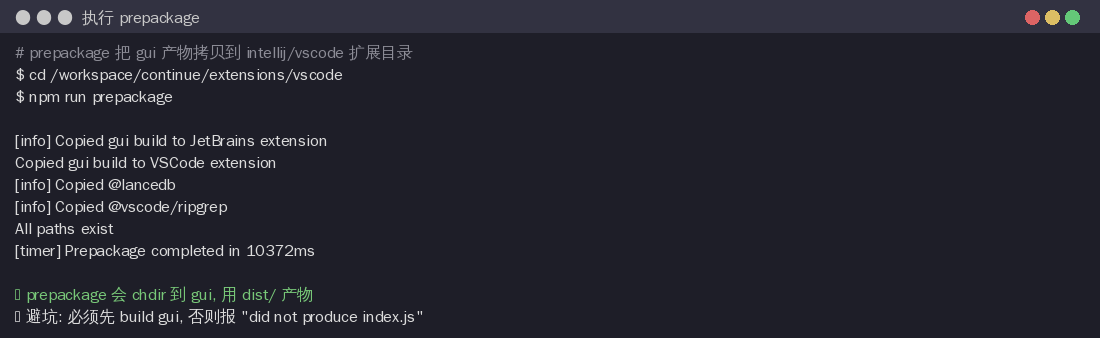 执行 prepackage
# prepackage 把 gui 产物拷贝到 intellij/vscode 扩展目录
$ cd /workspace/continue/extensions/vscode
$ npm run prepackage
[info] Copied gui build to JetBrains extension
Copied gui build to VSCode extension
[info] Copied @lancedb
[info] Copied @vscode/ripgrep
All paths exist
[timer] Prepackage completed in 10372ms
prepackage 会 chdir 到 gui, 用 dist/ 产物
避坑: 必须先 build gui, 否则报 "did not produce index.js"